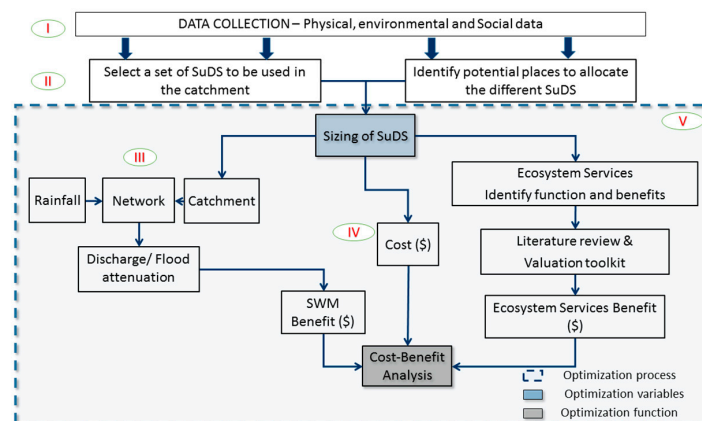 I
DATA COLLECTION – Physical, environmental and Social data
II
Select a set of SuDS to be used in
the catchment
Identify potential places to allocate
the different SuDS
V
Sizing of SuDS
III
Rainfall
Network
Catchment
Ecosystem Services
Identify function and benefits
IV
Cost ($)
Discharge/ Flood
attenuation
Literature review &
Valuation toolkit
SWM
Benefit ($)
Ecosystem Services Benefit
($)
Cost-Benefit
Analysis
Optimization process
Optimization variables
Optimization function